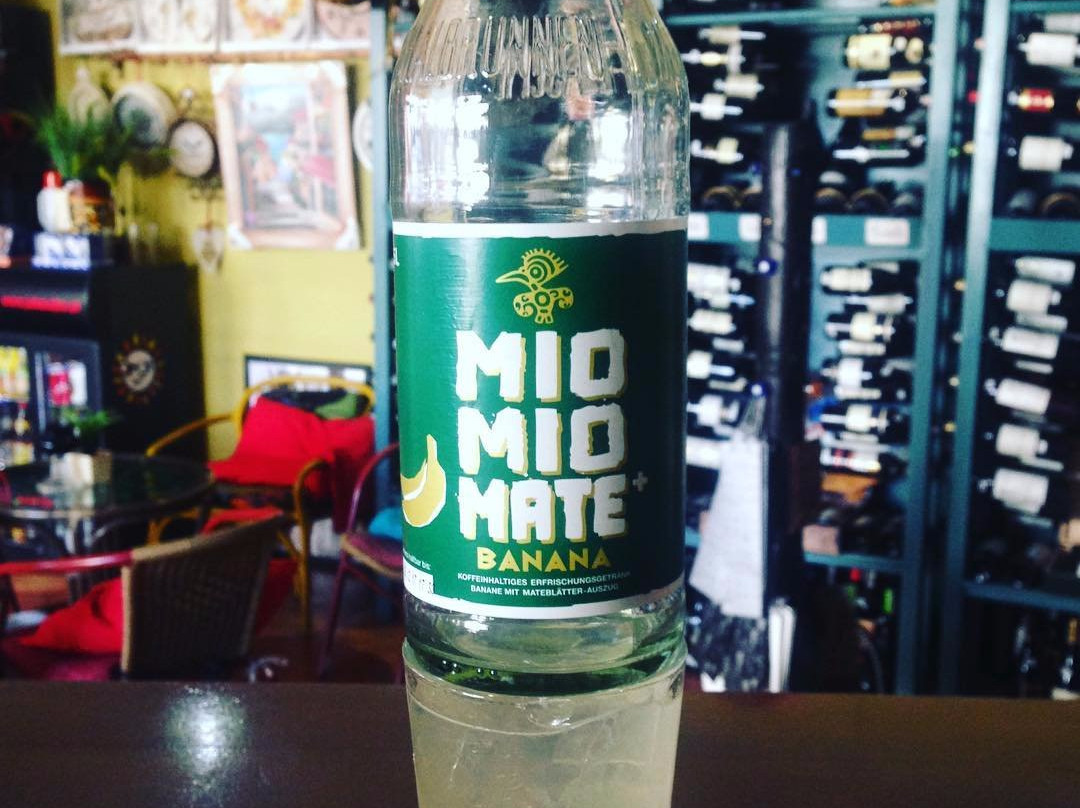 MIO
MIO
MATE+
BANANA
KOFFEINHALTIGES ERFRISCHUNGSGETRÄNK
BANANE MIT MATEBLÄTTER-AUSZUG